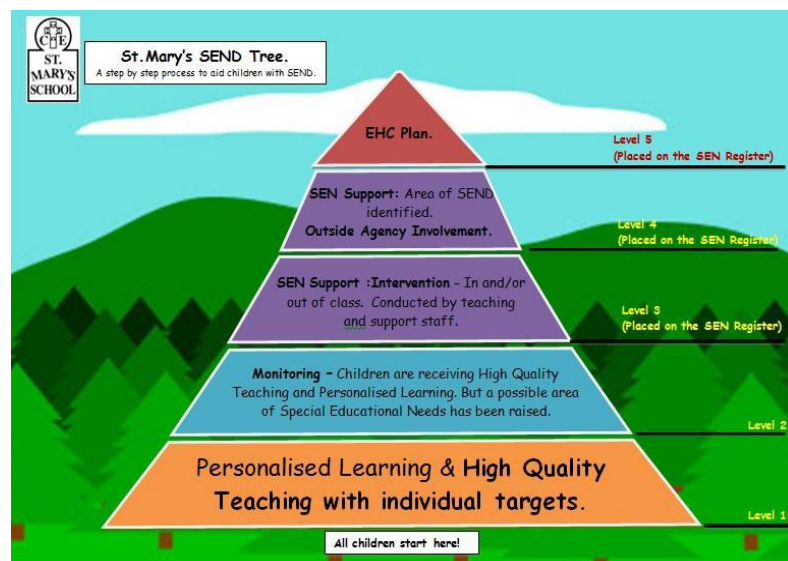 CE
ST.
MARY'S
SCHOOL
St.Mary's SEND Tree.
A step by step process to aid children with SEND.
EHC Plan.
Level 5
(Placed on the SEN Register)
SEN Support: Area of SEND
identified.
Outside Agency Involvement.
Level 4
(Placed on the SEN Register)
SEN Support :Intervention - In and/or
out of class. Conducted by teaching
and support staff.
Level 3
(Placed on the SEN Register)
Monitoring – Children are receiving High Quality
Teaching and Personalised Learning. But a possible area
of Special Educational Needs has been raised.
Level 2
Personalised Learning & High Quality
Teaching with individual targets.
Level 1
All children start here!